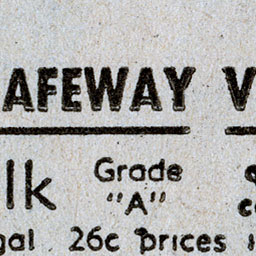 AFEWAY V
lk Grade
"A"
gal 26c prices